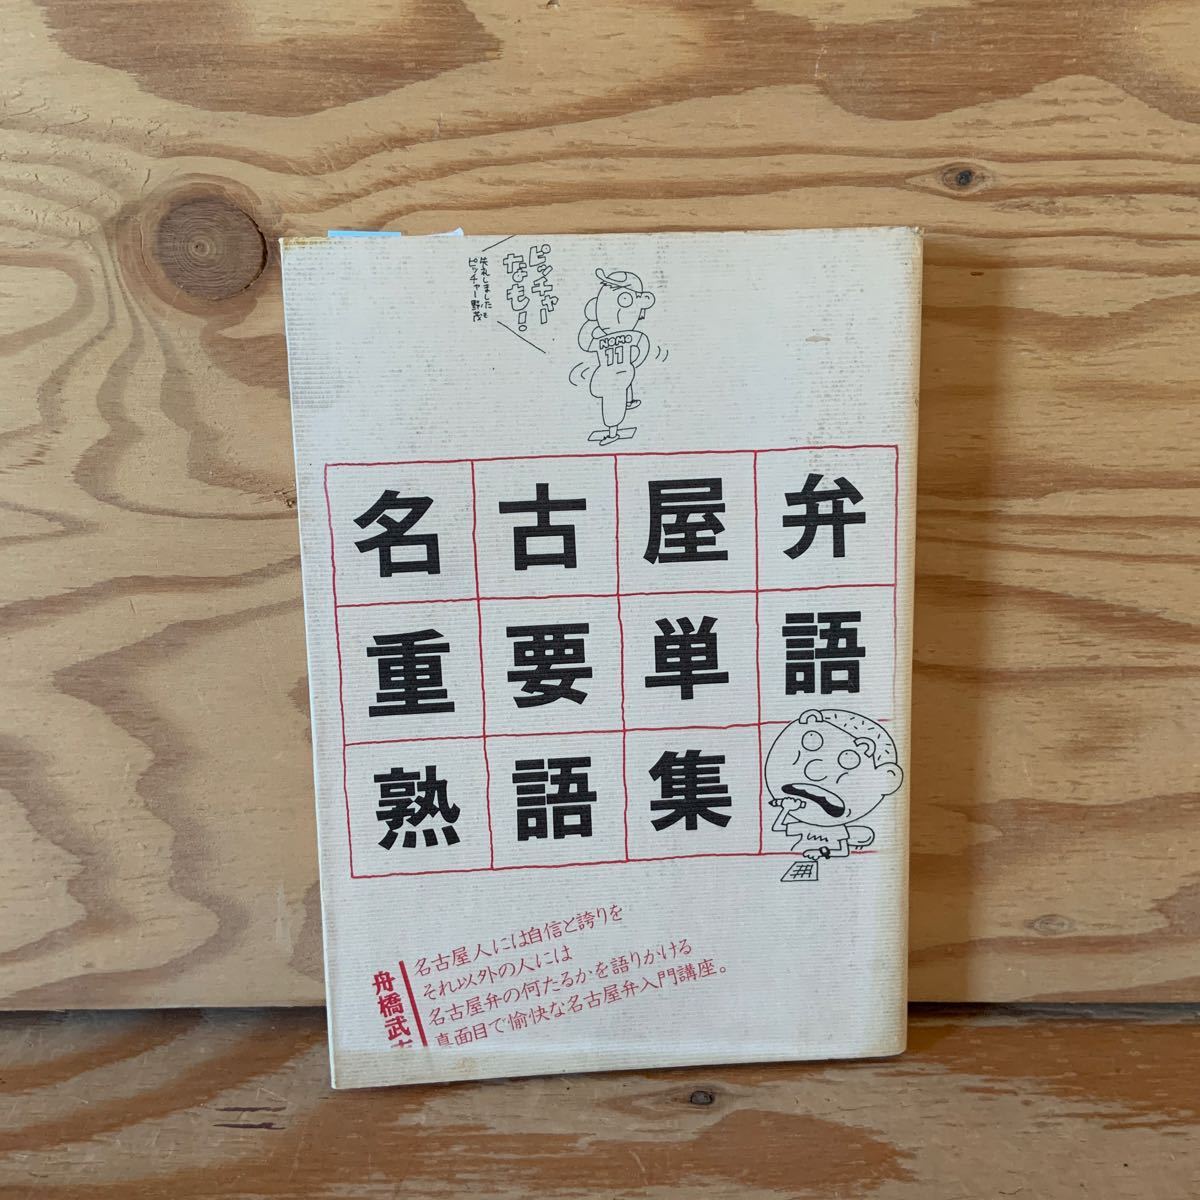 ピッチャー
なも！
失礼しましたを
ピッチャー野茂
NOMO
11
名古屋弁
重要単語
熟語集
名古屋人には自信と誇りを
それ以外の人には
名古屋弁の何たるかを語りかける
真面目で愉快な名古屋弁入門講座。
舟橋武